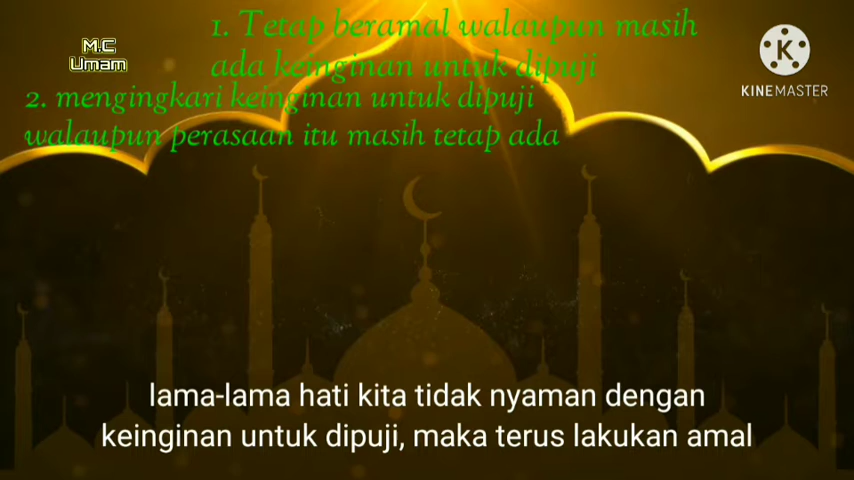 1. Tetap beramal walaupun masih
ada keinginan untuk dipuji
2. mengingkari keinginan untuk dipuji
walaupun perasaan itu masih tetap ada
M.C
Umam
K
KINEMASTER
lama-lama hati kita tidak nyaman dengan
keinginan untuk dipuji, maka terus lakukan amal